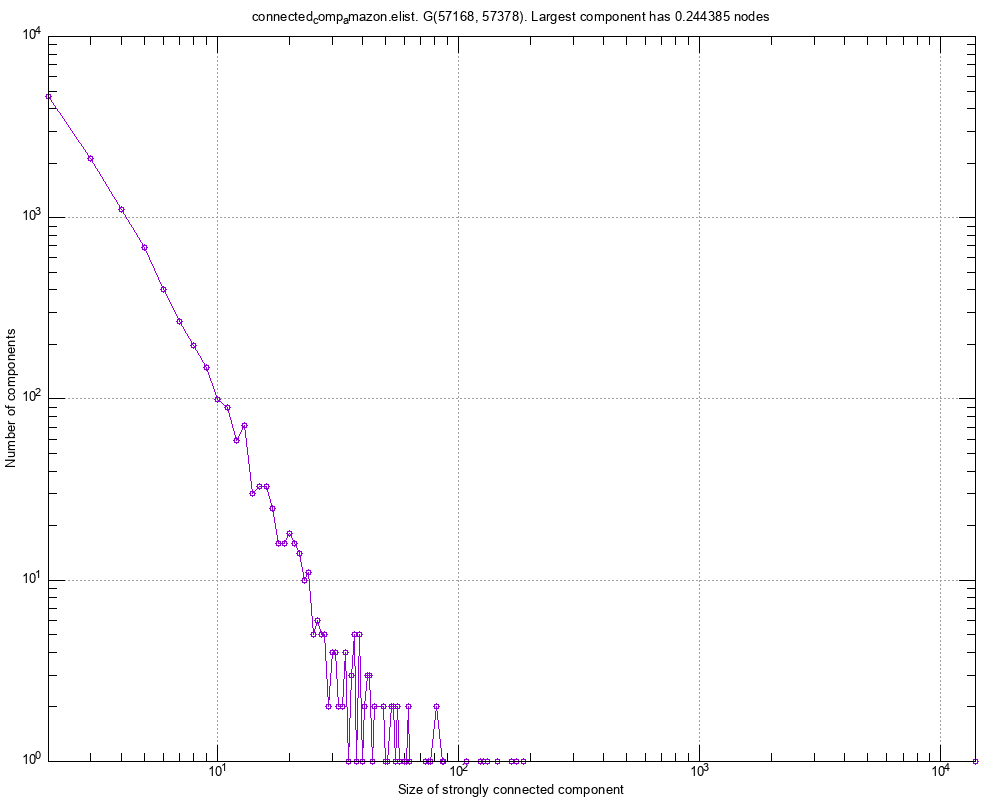 connected_comp_amazon.elist. G(57168, 57378). Largest component has 0.244385 nodes
10^4
10^3
10^2
10^1
10^0
Number of components
10^1 10^2 10^3 10^4
Size of strongly connected component